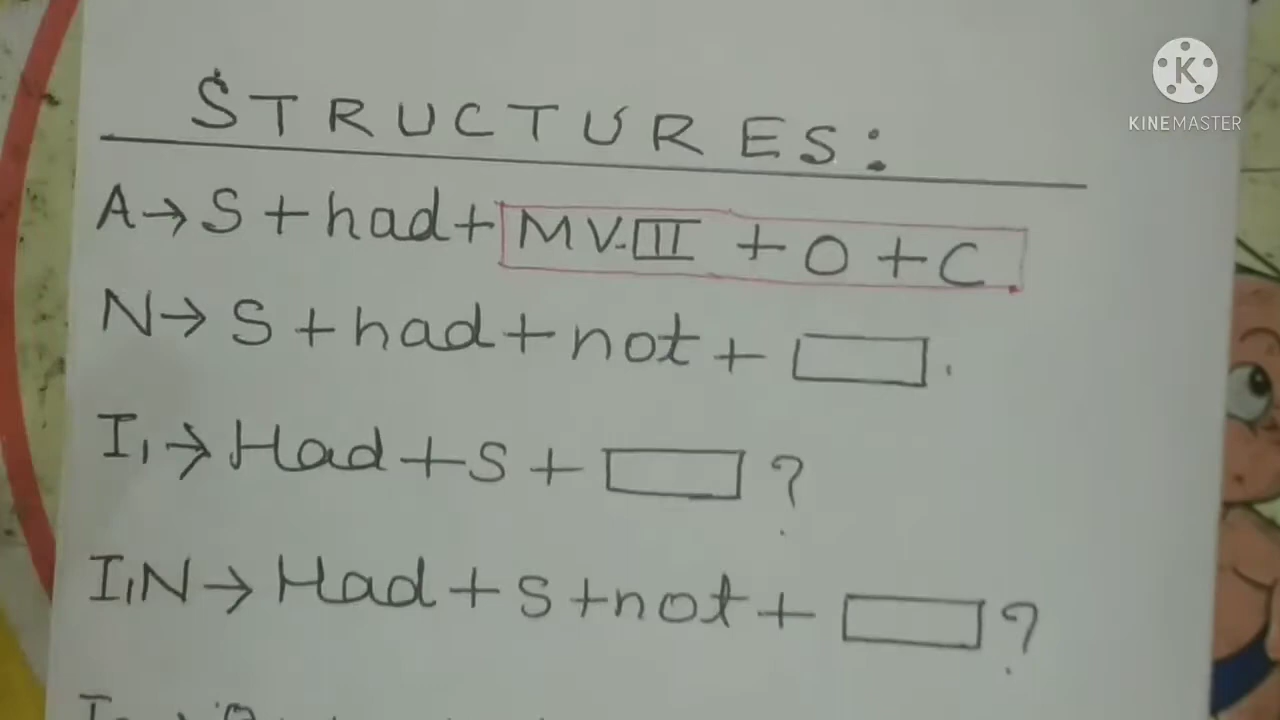 STRUCTURES:
K
KINEMASTER
A→S+had+MV.III+O+C.
N→S+had+not+▭.
I₁→Had+S+▭?
I₁N→Had+S+not+▭?